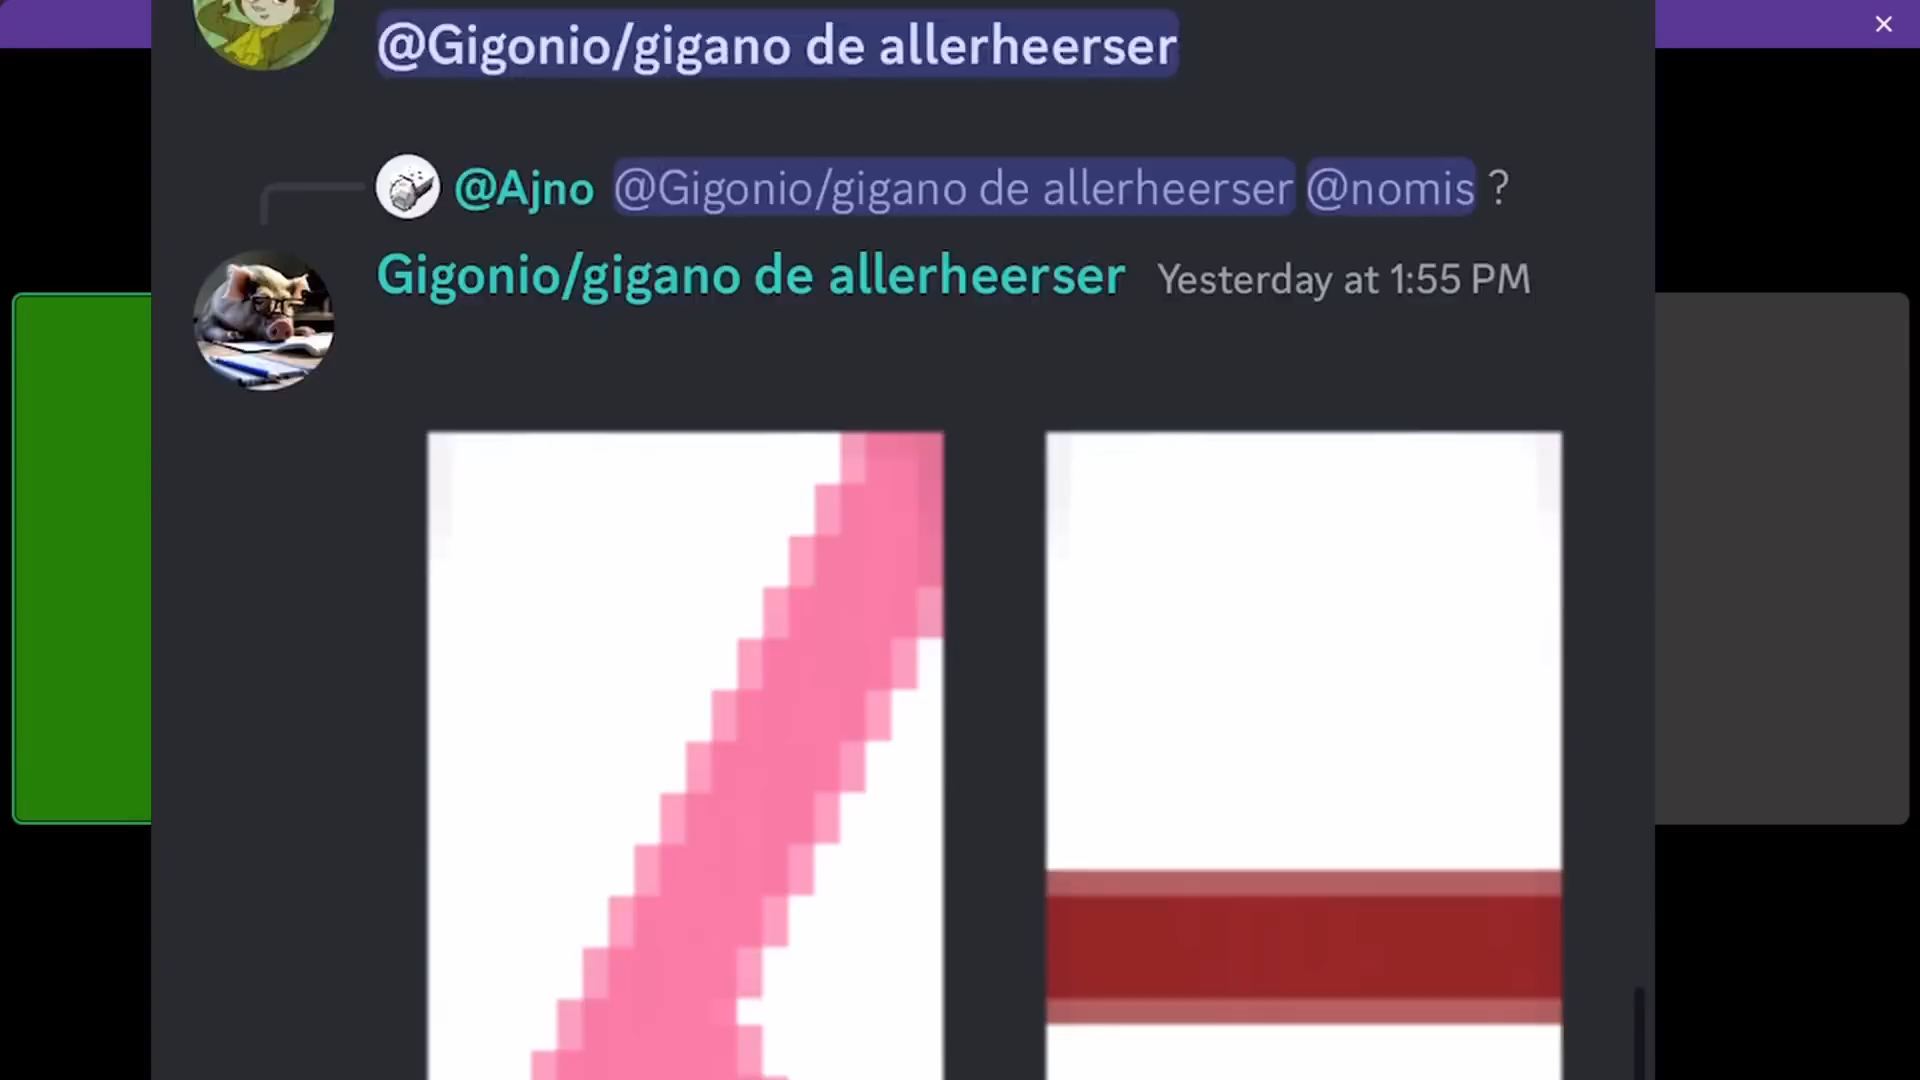 @Gigonio/gigano de allerheerser
@Ajno @Gigonio/gigano de allerheerser @nomis ?
Gigonio/gigano de allerheerser Yesterday at 1:55 PM